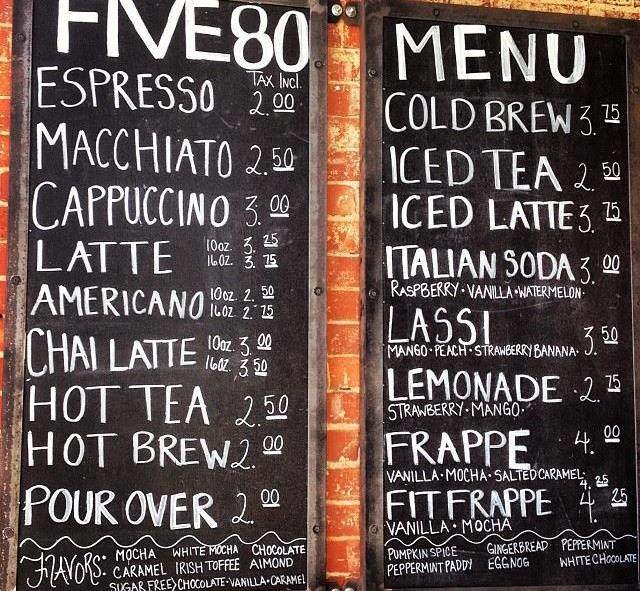 FIVE80
TAX INCL.
ESPRESSO 2.00
MACCHIATO 2.50
CAPPUCCINO 3.00
LATTE 10oz. 3.25
16oz. 3.75
AMERICANO 10oz 2.50
16oz 2.75
CHAI LATTE 10oz. 3.00
16oz. 3.50
HOT TEA 2.50
HOT BREW 2.00
POUR OVER 2.00
FLAVORS: MOCHA WHITE MOCHA CHOCOLATE
CARAMEL IRISH TOFFEE ALMOND
SUGAR FREE) CHOCOLATE·VANILLA·CARAMEL
MENU
COLD BREW 3.75
ICED TEA 2.50
ICED LATTE 3.75
ITALIAN SODA 3.00
RASPBERRY·VANILLA·WATERMELON·
LASSI 3.50
MANGO·PEACH·STRAWBERRY BANANA·
LEMONADE 2.75
STRAWBERRY·MANGO·
FRAPPE 4.00
VANILLA·MOCHA·SALTED CARAMEL· 4.25
FIT FRAPPE 4.25
VANILLA·MOCHA
PUMPKIN SPICE GINGERBREAD PEPPERMINT
PEPPERMINT PADDY EGGNOG WHITE CHOCOLATE